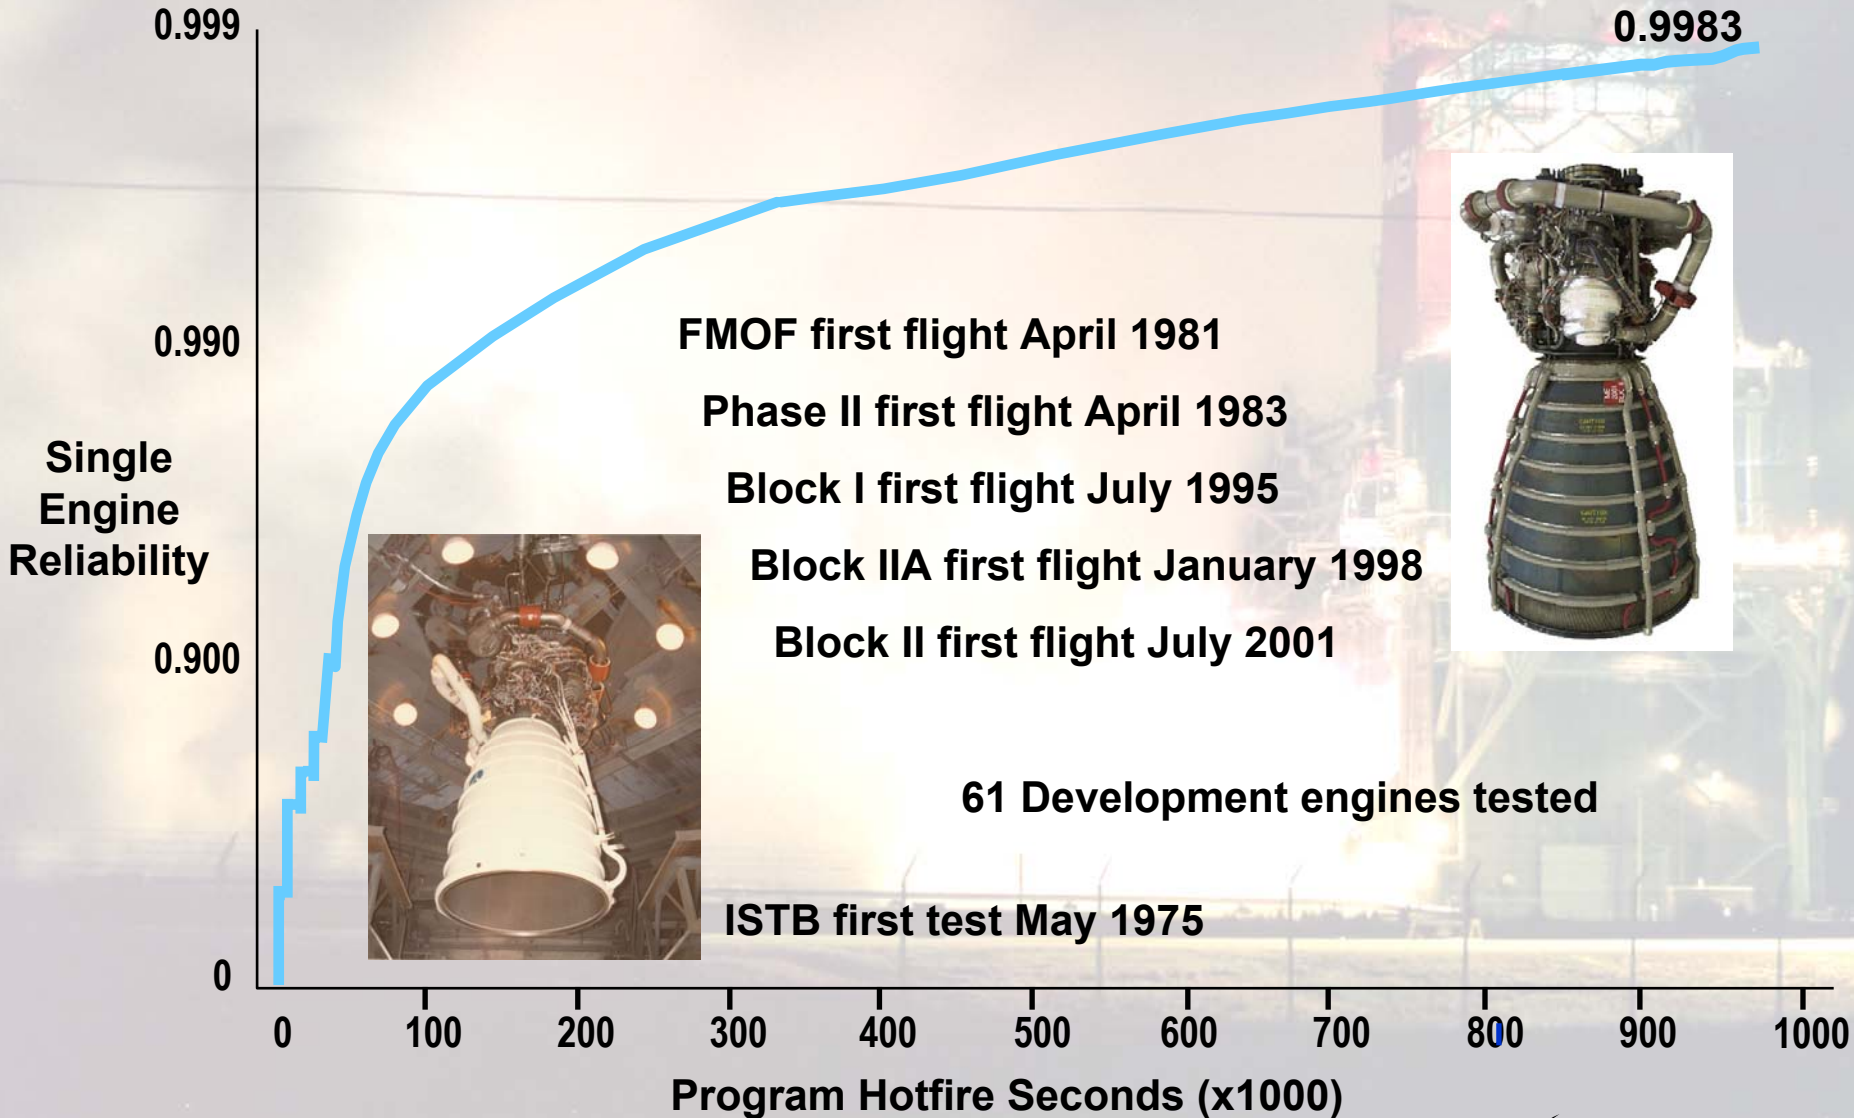 0.999
0.9983
0.990
0.900
0
Single
Engine
Reliability
FMOF first flight April 1981
Phase II first flight April 1983
Block I first flight July 1995
Block IIA first flight January 1998
Block II first flight July 2001
61 Development engines tested
ISTB first test May 1975
0 100 200 300 400 500 600 700 800 900 1000
Program Hotfire Seconds (x1000)